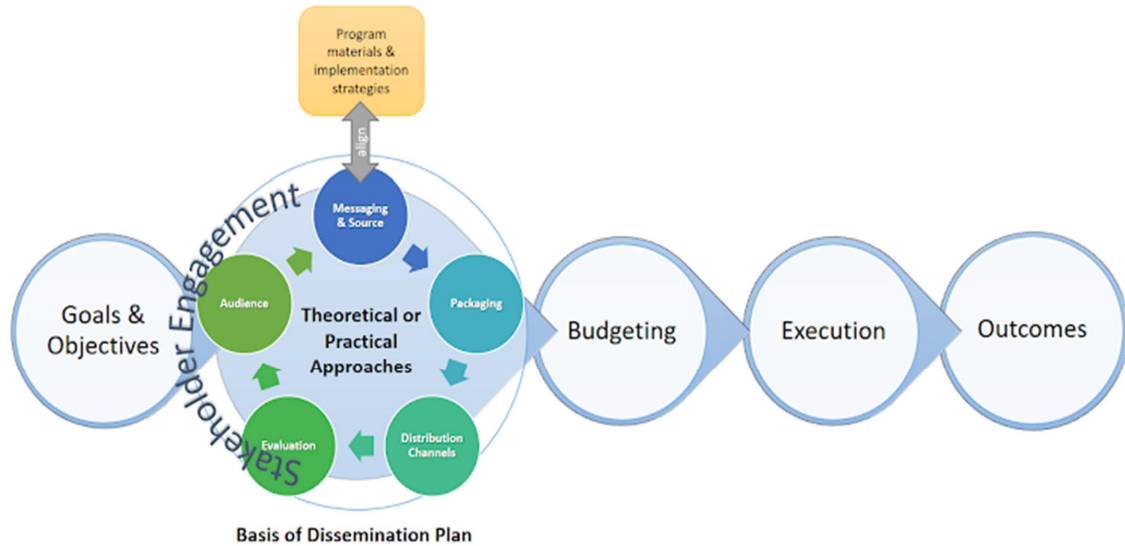 Program
materials &
implementation
strategies
align
Stakeholder Engagement
Messaging
& Source
Audience
Packaging
Theoretical or
Practical
Approaches
Evaluation
Distribution
Channels
Goals &
Objectives
Budgeting
Execution
Outcomes
Basis of Dissemination Plan